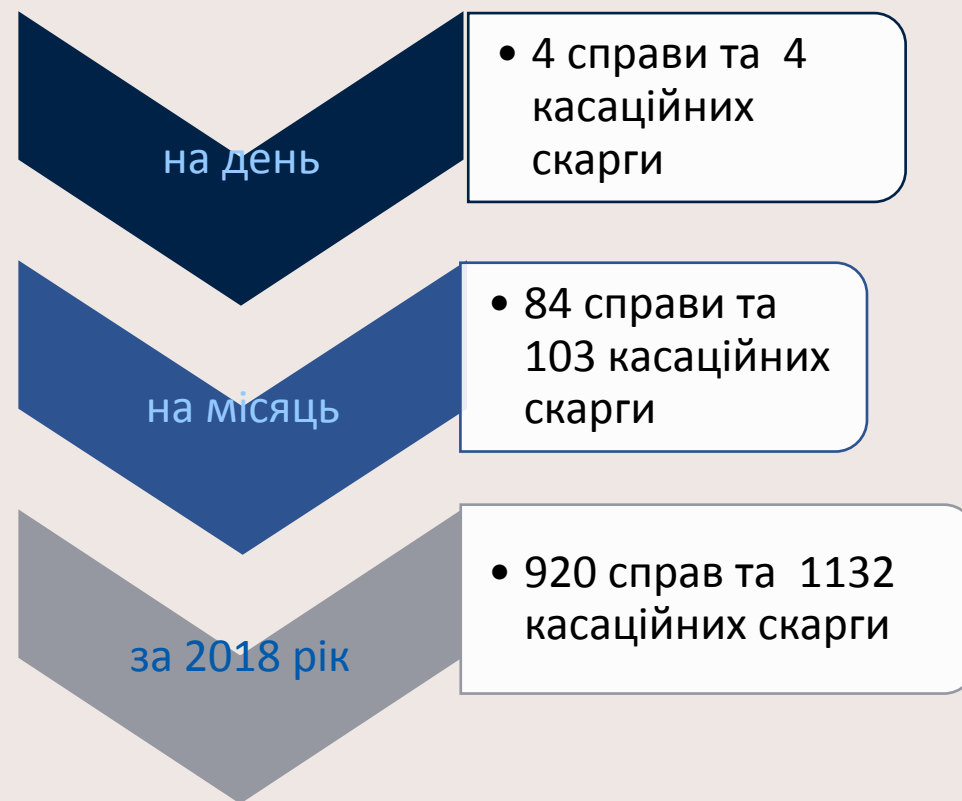 на день
• 4 справи та 4
касаційних
скарги
на місяць
• 84 справи та
103 касаційних
скарги
за 2018 рік
• 920 справ та 1132
касаційних скарги